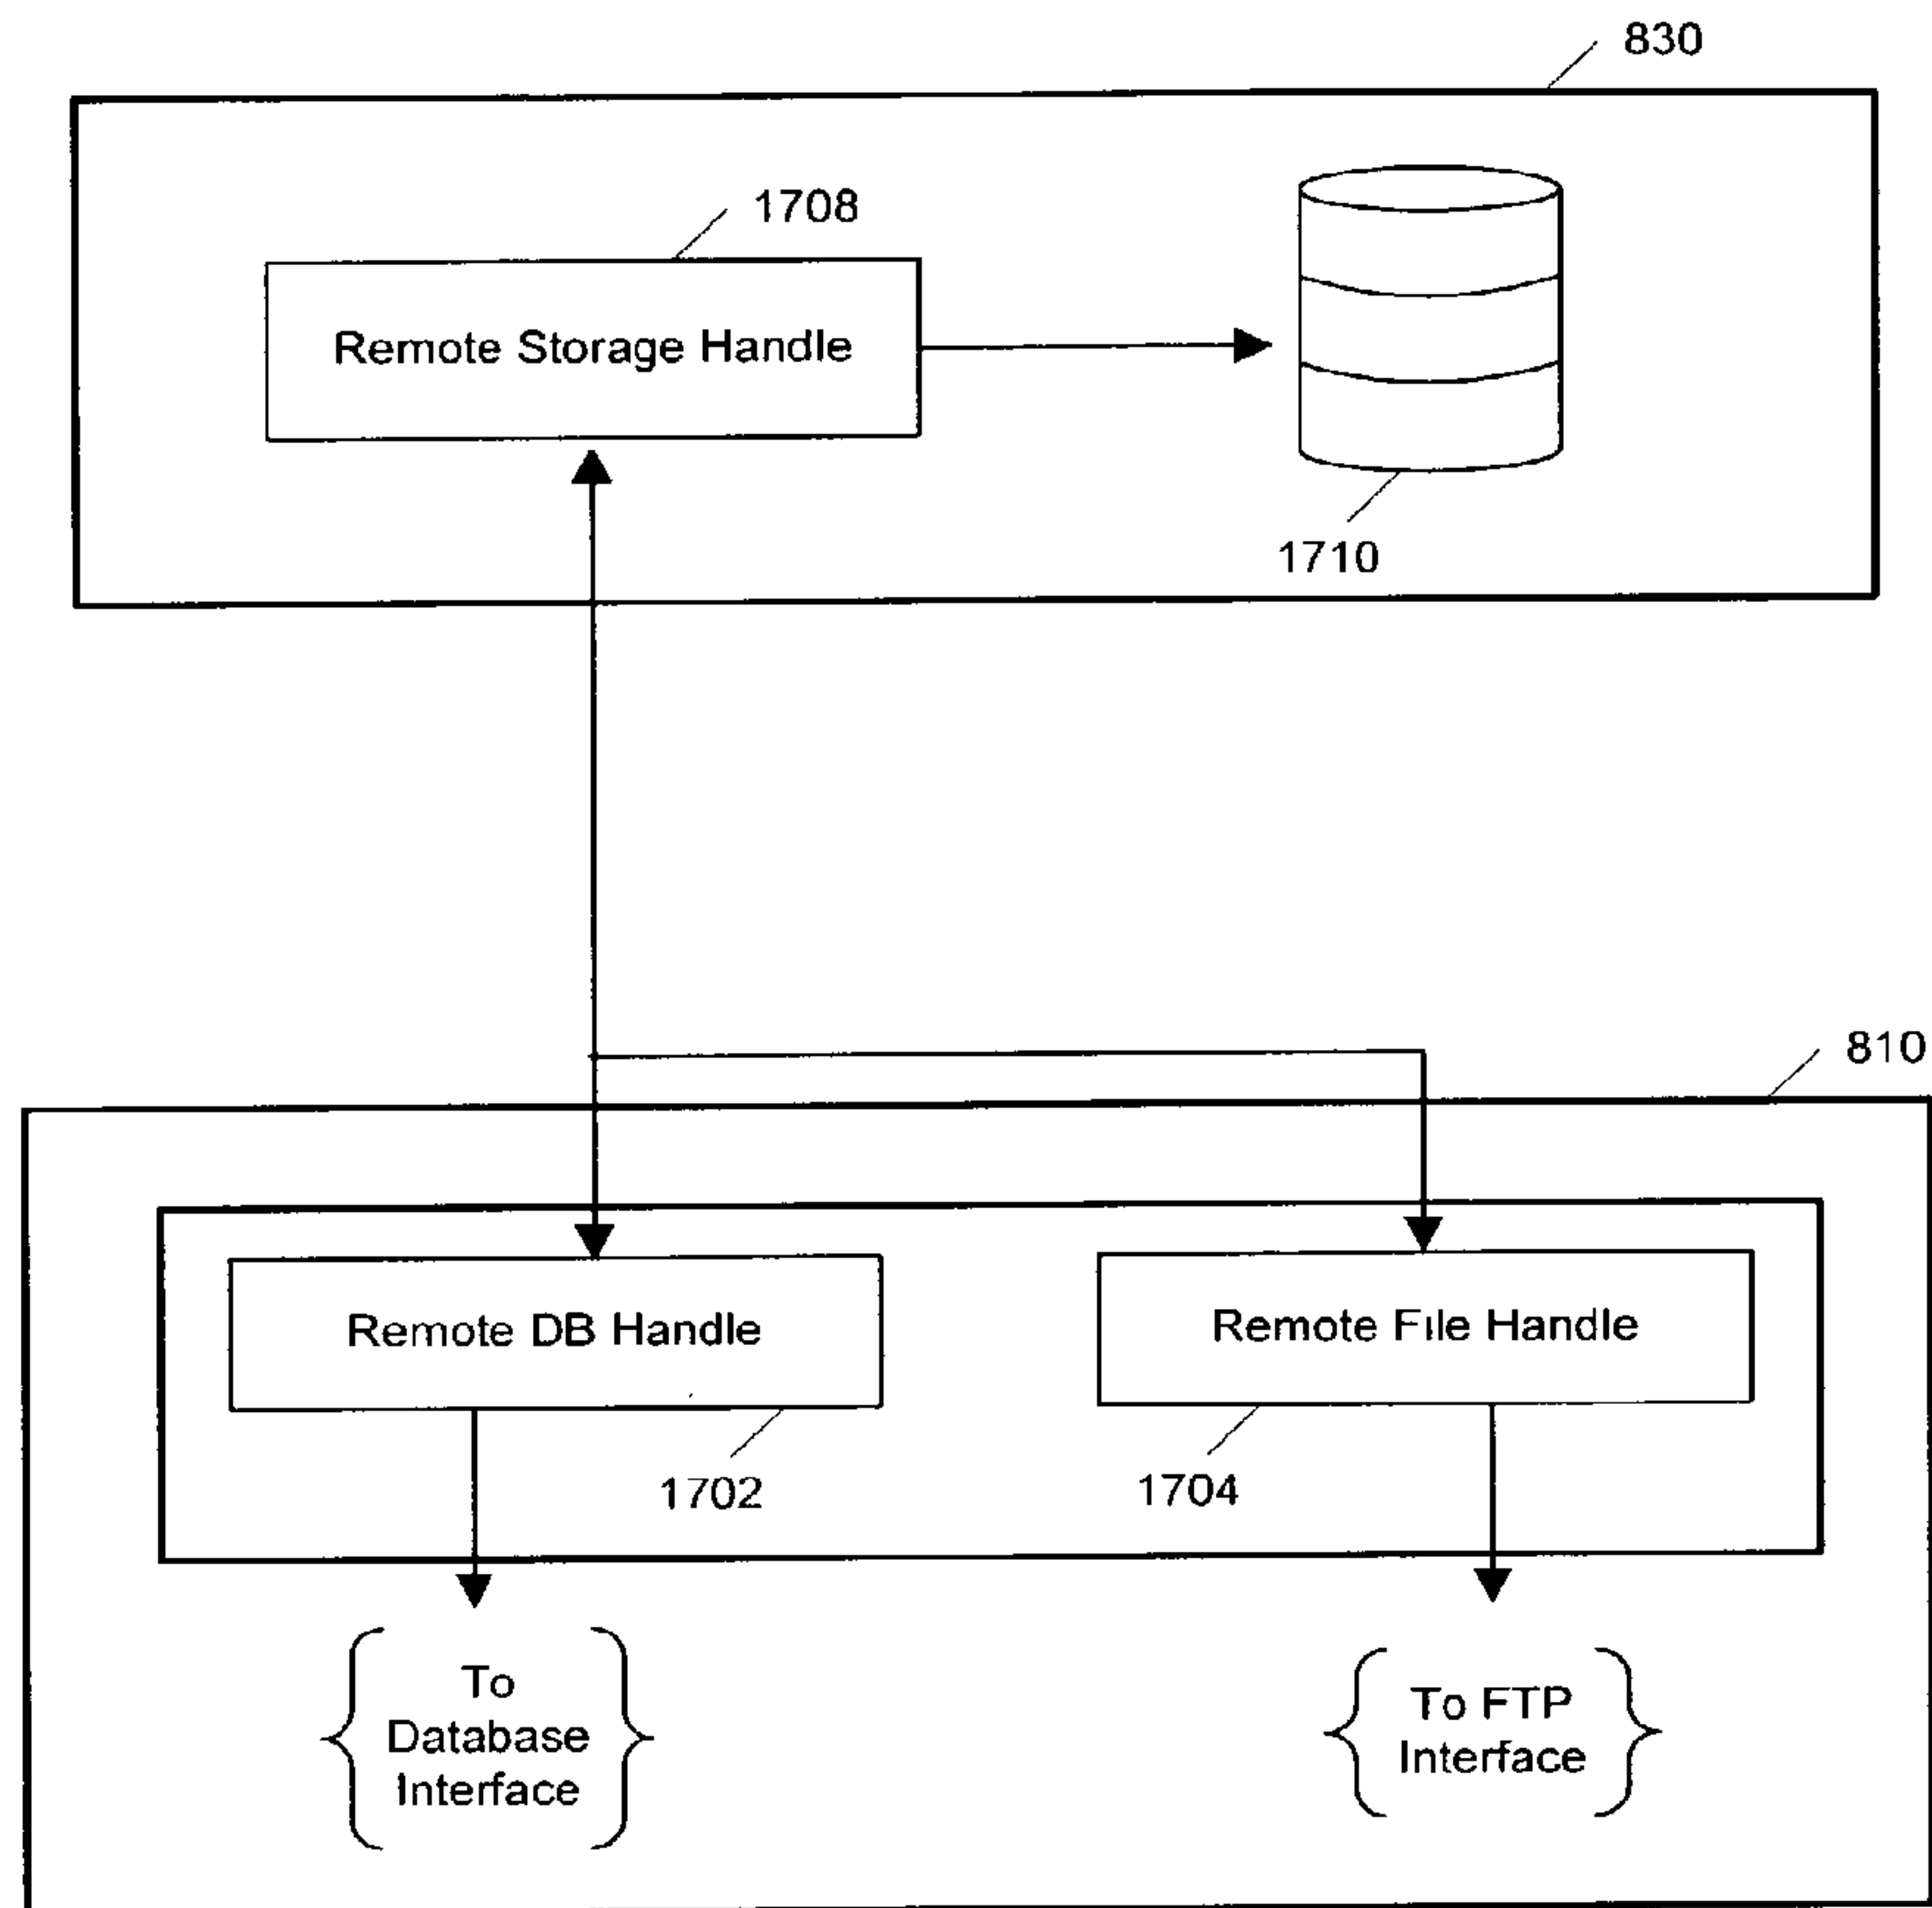 830
1708
Remote Storage Handle
1710
810
Remote DB Handle
Remote File Handle
1702
1704
To
Database
Interface
To FTP
Interface